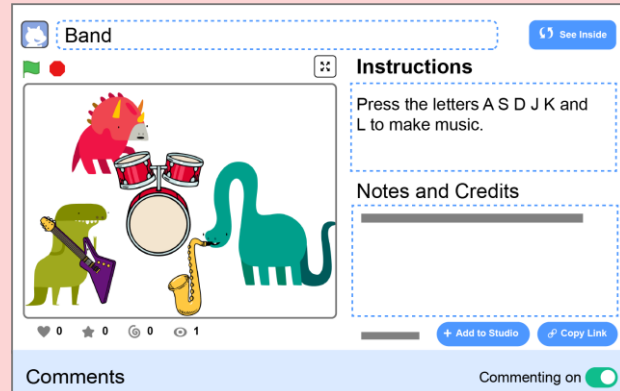 Band
See Inside
Instructions
Press the letters A S D J K and
L to make music.
Notes and Credits
0 0 0 1
+ Add to Studio Copy Link
Comments
Commenting on